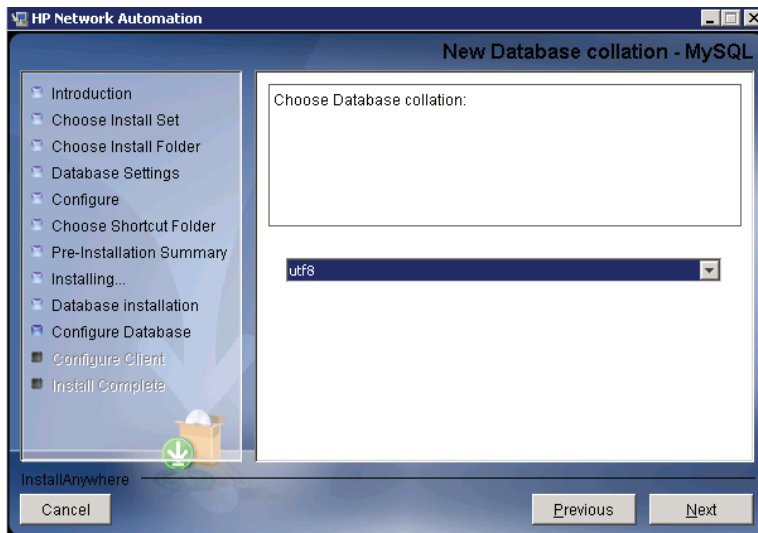 HP Network Automation
New Database collation - MySQL
Introduction
Choose Install Set
Choose Install Folder
Database Settings
Configure
Choose Shortcut Folder
Pre-Installation Summary
Installing...
Database installation
Configure Database
Configure Client
Install Complete
Choose Database collation:
utf8
InstallAnywhere
Cancel
Previous
Next